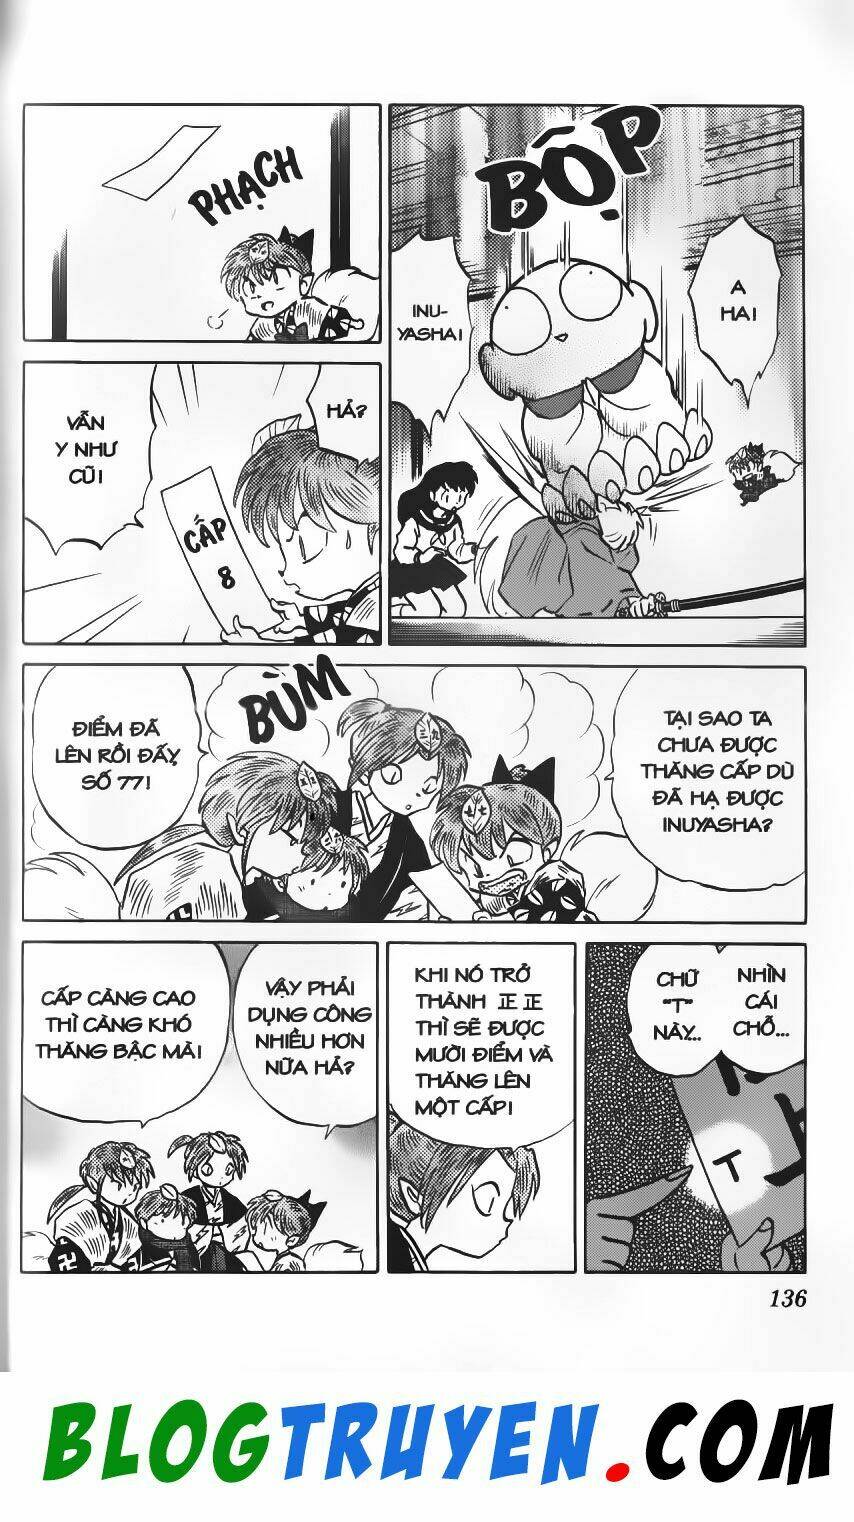 BỘP
A
HA!
INU-
YASHA!
PHẠCH
HẢ?
VẪN
Y NHƯ
CŨ!
CẤP
8
TẠI SAO TA
CHƯA ĐƯỢC
THĂNG CẤP DÙ
ĐÃ HẠ ĐƯỢC
INUYASHA?
BÙM
ĐIỂM ĐÃ
LÊN RỒI ĐẤY,
SỐ 77!
NHÌN
CÁI
CHỖ...
CHỮ
"T"
NÀY...
T
KHI NÓ TRỞ
THÀNH 正正
THÌ SẼ ĐƯỢC
MƯỜI ĐIỂM VÀ
THĂNG LÊN
MỘT CẤP!
VẬY PHẢI
DỤNG CÔNG
NHIỀU HƠN
NỮA HẢ?
CẤP CÀNG CAO
THÌ CÀNG KHÓ
THĂNG BẬC MÀ!
136
BLOGTRUYEN.COM